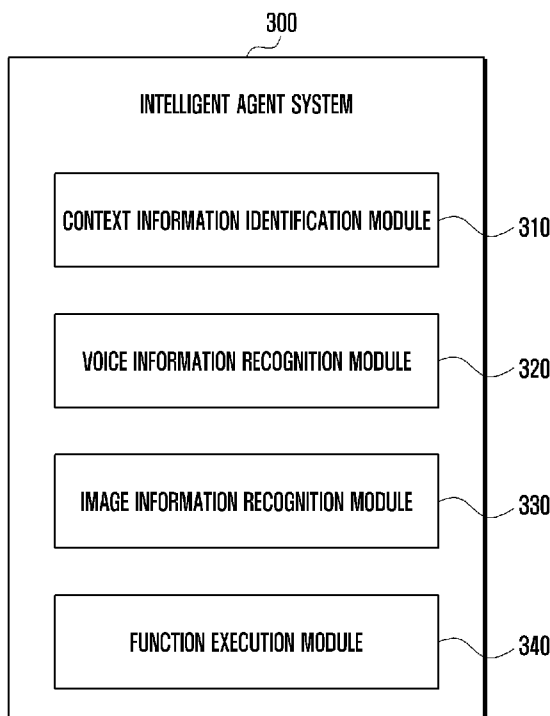 300
INTELLIGENT AGENT SYSTEM
CONTEXT INFORMATION IDENTIFICATION MODULE
310
VOICE INFORMATION RECOGNITION MODULE
320
IMAGE INFORMATION RECOGNITION MODULE
330
FUNCTION EXECUTION MODULE
340